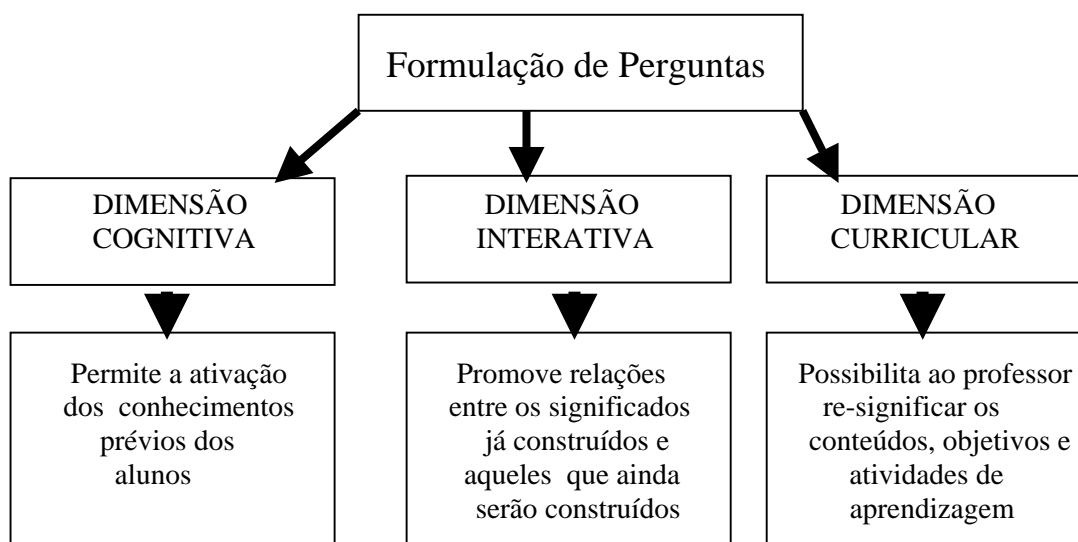 Formulação de Perguntas
DIMENSÃO
COGNITIVA
DIMENSÃO
INTERATIVA
DIMENSÃO
CURRICULAR
Permite a ativação
dos conhecimentos
prévios dos
alunos
Promove relações
entre os significados
já construídos e
aqueles que ainda
serão construídos
Possibilita ao professor
re-significar os
conteúdos, objetivos e
atividades de
aprendizagem